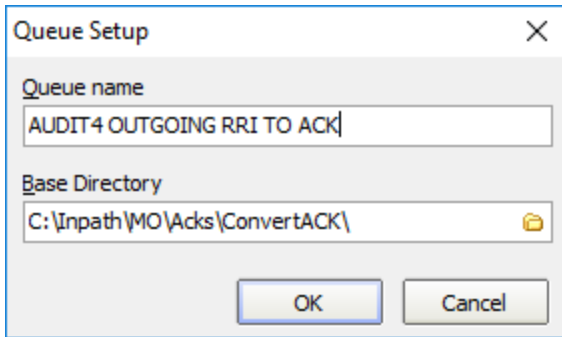 Queue Setup
Queue name
AUDIT4 OUTGOING RRI TO ACK
Base Directory
C:\Inpath\MO\Acks\ConvertACK\
OK Cancel